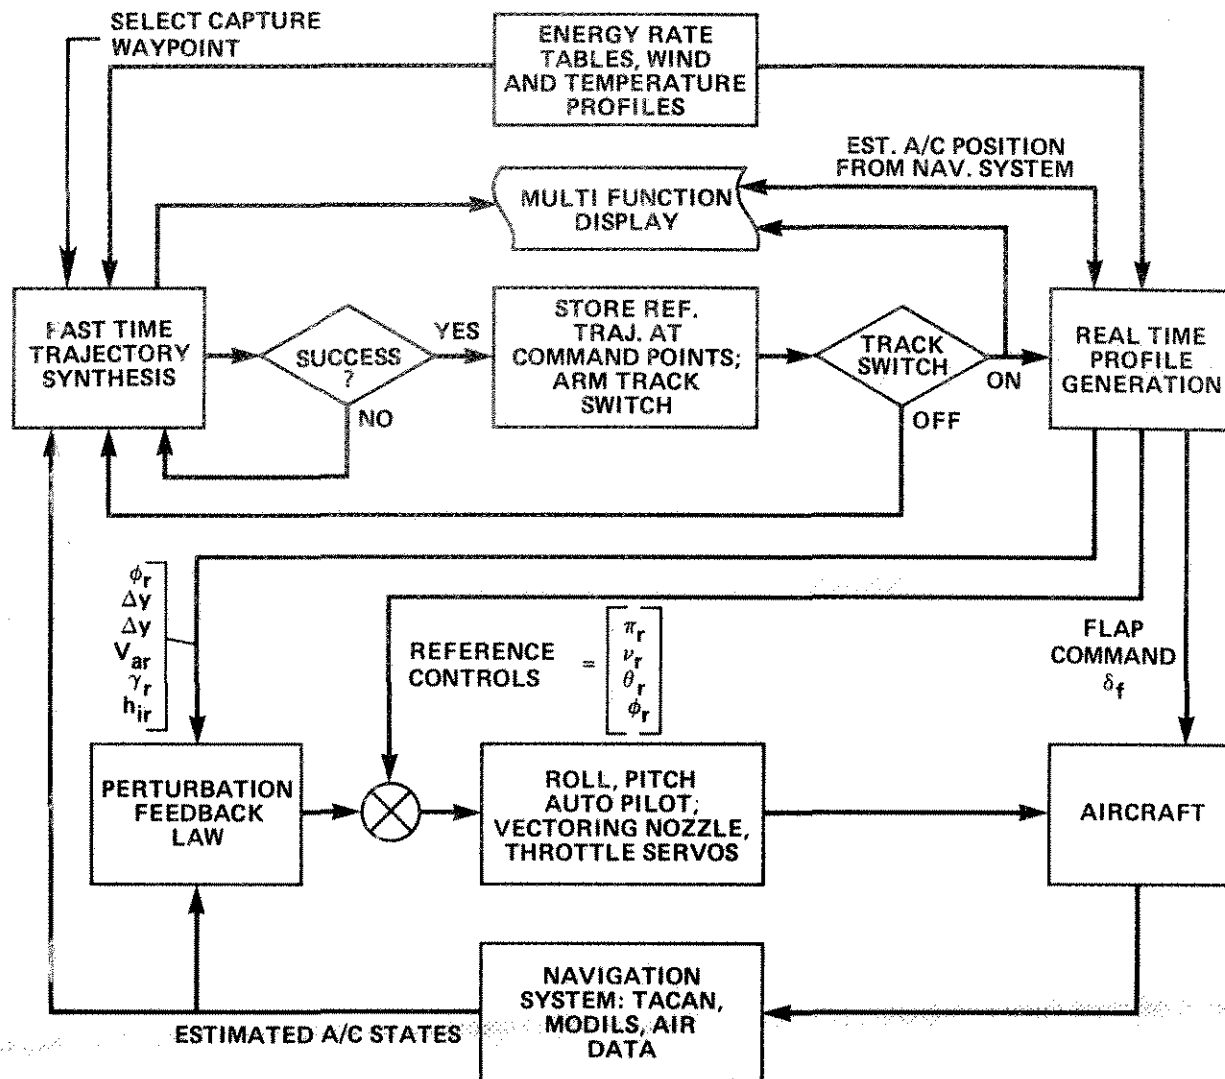 SELECT CAPTURE
WAYPOINT
ENERGY RATE
TABLES, WIND
AND TEMPERATURE
PROFILES
EST. A/C POSITION
FROM NAV. SYSTEM
MULTI FUNCTION
DISPLAY
FAST TIME
TRAJECTORY
SYNTHESIS
SUCCESS
?
YES
NO
STORE REF.
TRAJ. AT
COMMAND POINTS;
ARM TRACK
SWITCH
TRACK
SWITCH
ON
OFF
REAL TIME
PROFILE
GENERATION
ϕr
Δy
Δy
Var
γr
hir
REFERENCE
CONTROLS
=
πr
νr
θr
ϕr
FLAP
COMMAND
δf
PERTURBATION
FEEDBACK
LAW
ROLL, PITCH
AUTO PILOT;
VECTORING NOZZLE,
THROTTLE SERVOS
AIRCRAFT
NAVIGATION
SYSTEM: TACAN,
MODILS, AIR
DATA
ESTIMATED A/C STATES